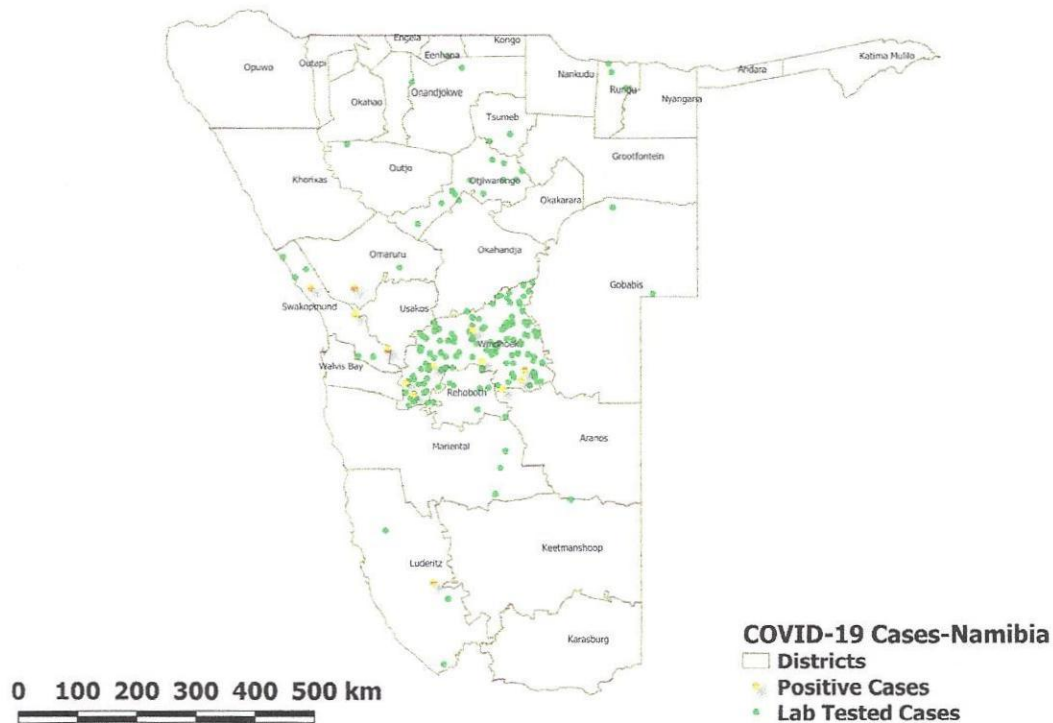 Engela
Kongo
Eenhana
Katima Mulilo
Opuwo
Outapi
Nankudu
Andara
Rundu
Onandjokwe
Nyangana
Okahao
Tsumeb
Grootfontein
Outjo
Khorixas
Otjiwarongo
Okakarara
Okahandja
Omaruru
Gobabis
Swakopmund
Usakos
Windhoek
Walvis Bay
Rehoboth
Aranos
Mariental
Keetmanshoop
Luderitz
Karasburg
COVID-19 Cases-Namibia
Districts
Positive Cases
Lab Tested Cases
0 100 200 300 400 500 km